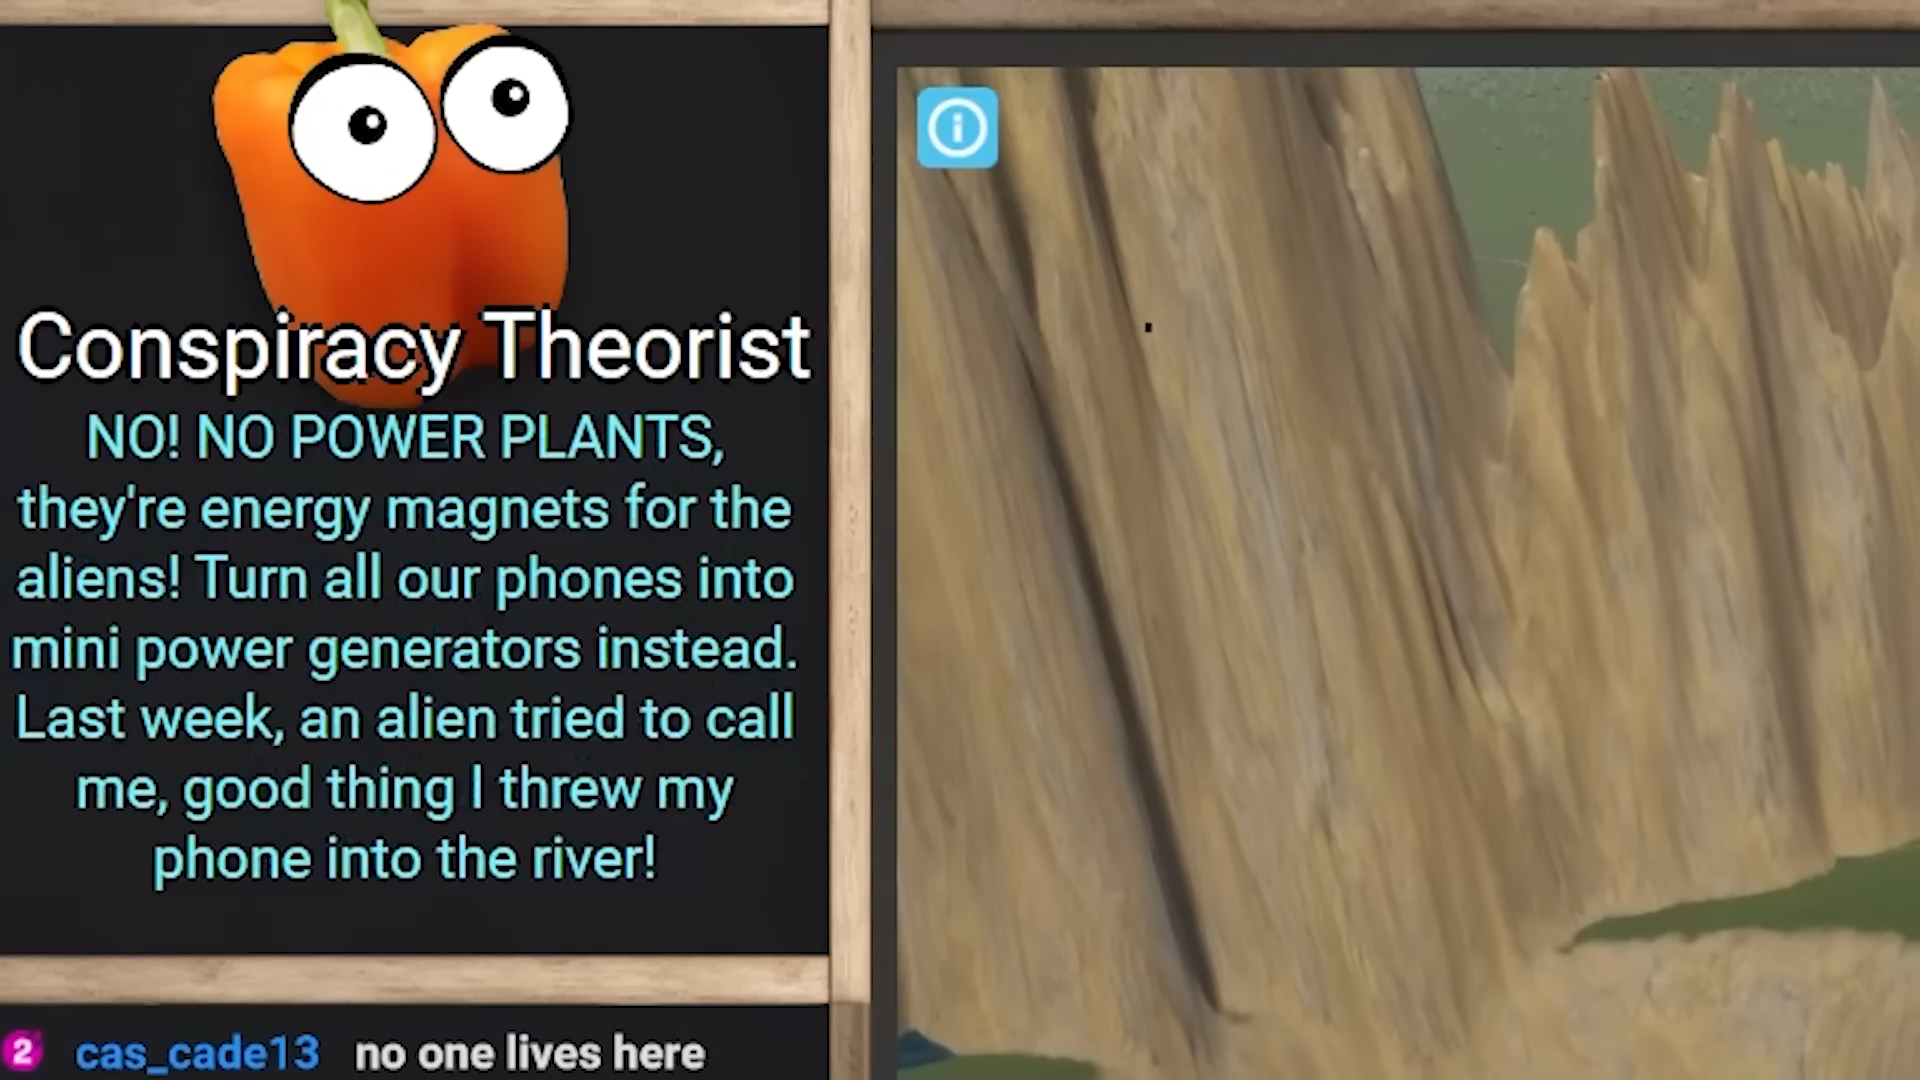 Conspiracy Theorist
NO! NO POWER PLANTS,
they're energy magnets for the
aliens! Turn all our phones into
mini power generators instead.
Last week, an alien tried to call
me, good thing I threw my
phone into the river!
2 cas_cade13 no one lives here